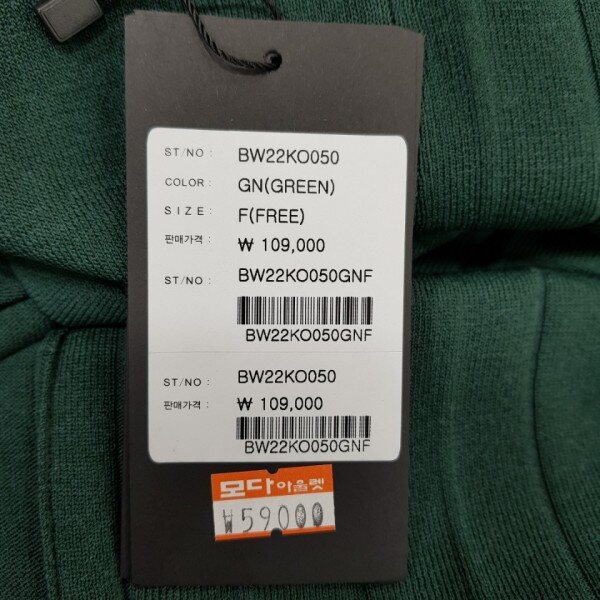 ST/NO : BW22KO050
COLOR: GN(GREEN)
SIZE : F(FREE)
판매가격 : ₩ 109,000
ST/NO : BW22KO050GNF
BW22KO050GNF
ST/NO : BW22KO050
판매가격 : ₩ 109,000
BW22KO050GNF
모다아울렛
₩59000